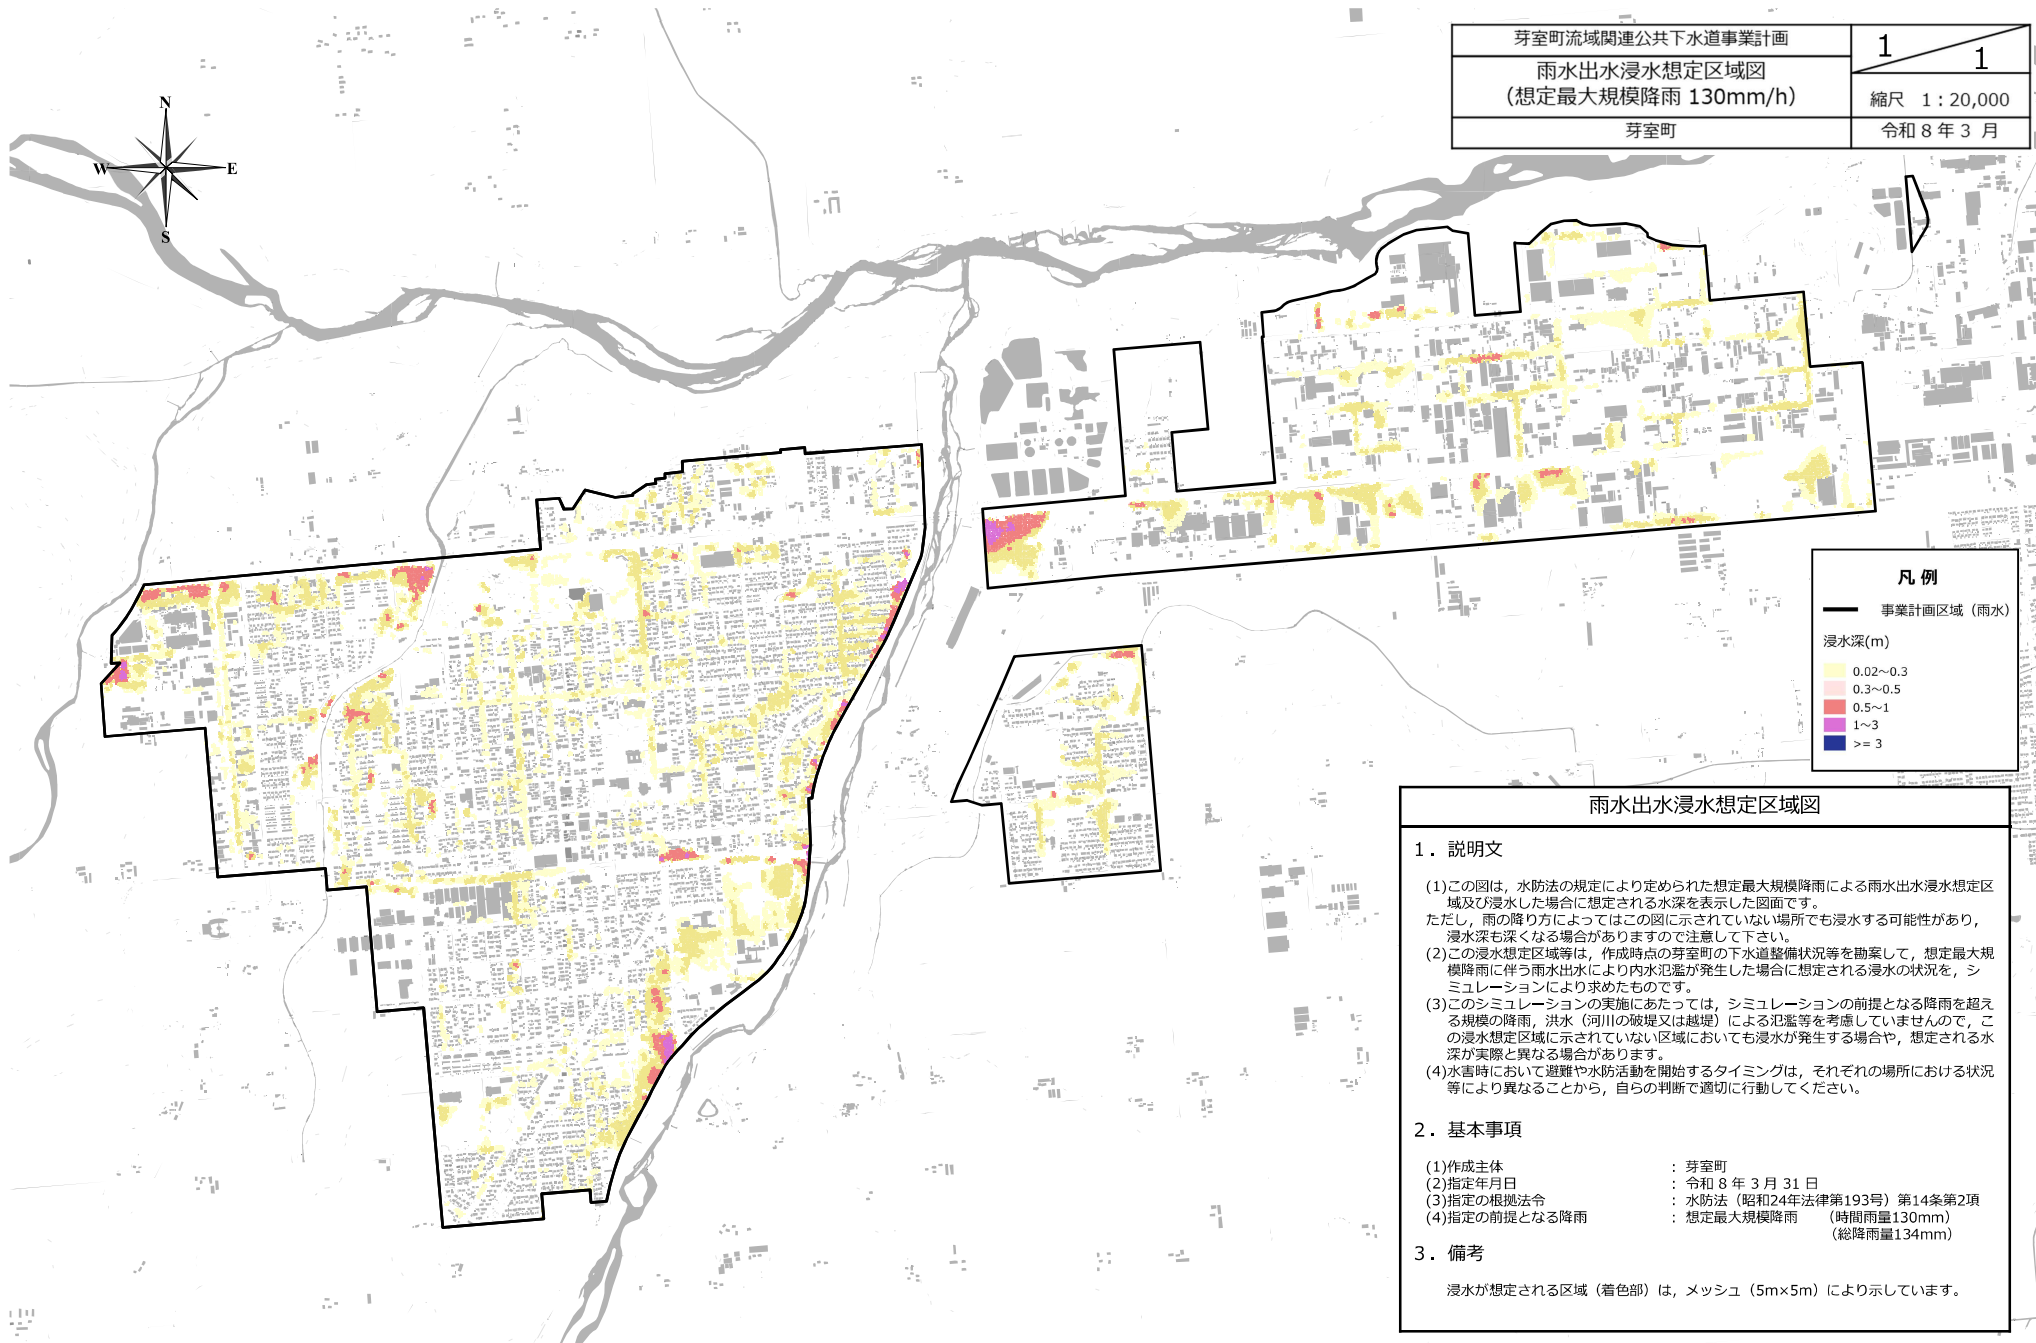 芽室町流域関連公共下水道事業計画
1
1
雨水出水浸水想定区域図
（想定最大規模降雨 130mm/h）
縮尺 1：20,000
芽室町
令和８年３ 月
N
W
E
S
凡 例
事業計画区域（雨水）
浸水深(m)
0.02～0.3
0.3～0.5
0.5～1
1～3
>= 3
雨水出水浸水想定区域図
1．説明文
(1)この図は，水防法の規定により定められた想定最大規模降雨による雨水出水浸水想定区
域及び浸水した場合に想定される水深を表示した図面です。
ただし，雨の降り方によってはこの図に示されていない場所でも浸水する可能性があり，
浸水深も深くなる場合がありますので注意して下さい。
(2)この浸水想定区域等は，作成時点の芽室町の下水道整備状況等を勘案して，想定最大規
模降雨に伴う雨水出水により内水氾濫が発生した場合に想定される浸水の状況を，シ
ミュレーションにより求めたものです。
(3)このシミュレーションの実施にあたっては，シミュレーションの前提となる降雨を超え
る規模の降雨，洪水（河川の破堤又は越堤）による氾濫等を考慮していませんので，こ
の浸水想定区域に示されていない区域においても浸水が発生する場合や，想定される水
深が実際と異なる場合があります。
(4)水害時において避難や水防活動を開始するタイミングは，それぞれの場所における状況
等により異なることから，自らの判断で適切に行動してください。
2．基本事項
(1)作成主体 ：芽室町
(2)指定年月日 ：令和８年３月31日
(3)指定の根拠法令 ：水防法（昭和24年法律第193号）第14条第2項
(4)指定の前提となる降雨 ：想定最大規模降雨 （時間雨量130mm）
（総降雨量134mm）
3．備考
浸水が想定される区域（着色部）は，メッシュ（5m×5m）により示しています。